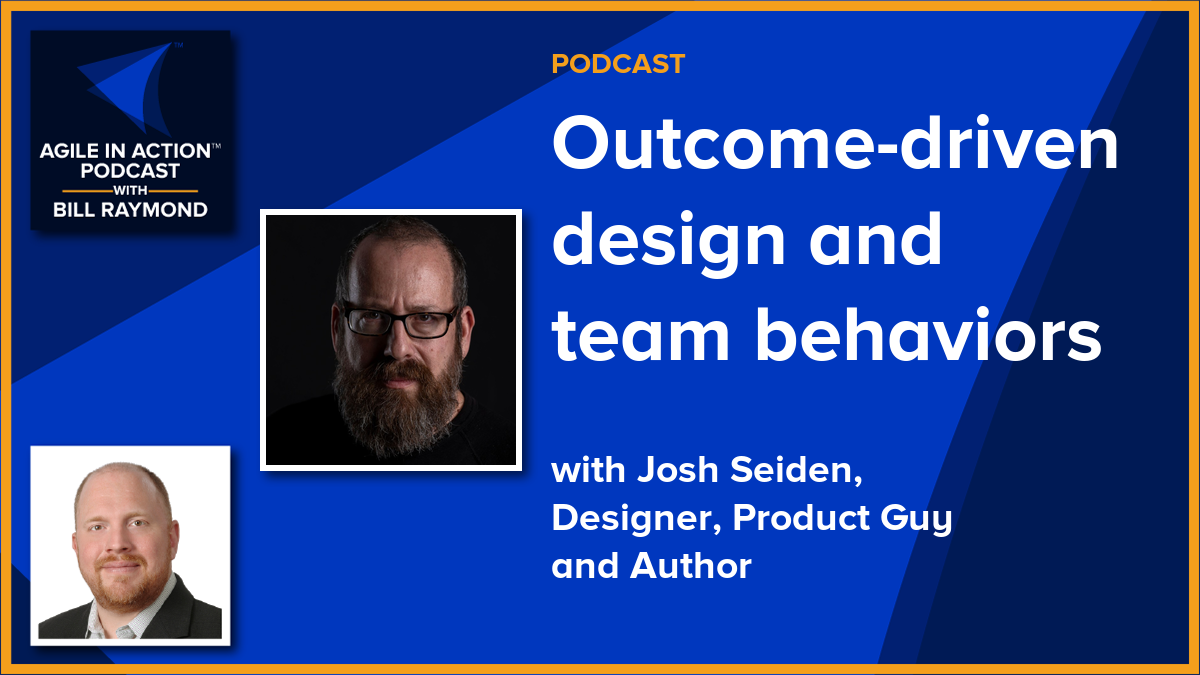 AGILE IN ACTION™
PODCAST
WITH
BILL RAYMOND
PODCAST
Outcome-driven
design and
team behaviors
with Josh Seiden,
Designer, Product Guy
and Author